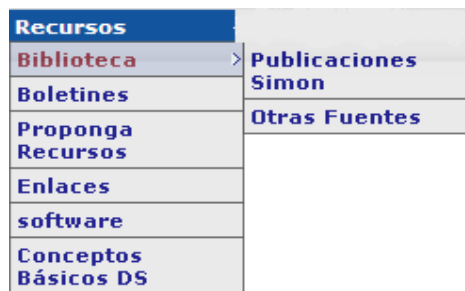 Recursos
Biblioteca >
Publicaciones
Simon
Boletines
Otras Fuentes
Proponga
Recursos
Enlaces
software
Conceptos
Básicos DS